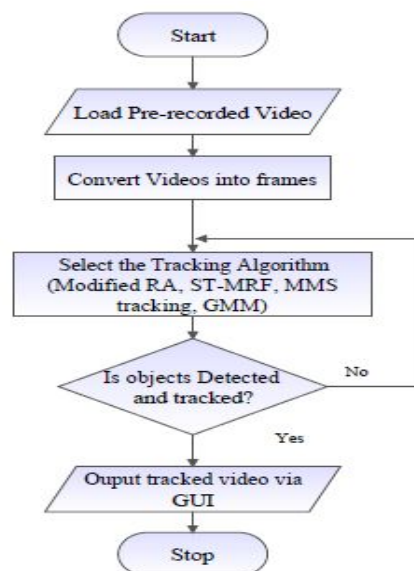 Start
Load Pre-recorded Video
Convert Videos into frames
Select the Tracking Algorithm
(Modified RA, ST-MRF, MMS
tracking, GMM)
Is objects Detected
and tracked?
No
Yes
Ouput tracked video via
GUI
Stop